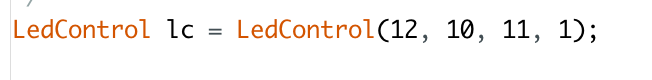 LedControl lc = LedControl(12, 10, 11, 1);